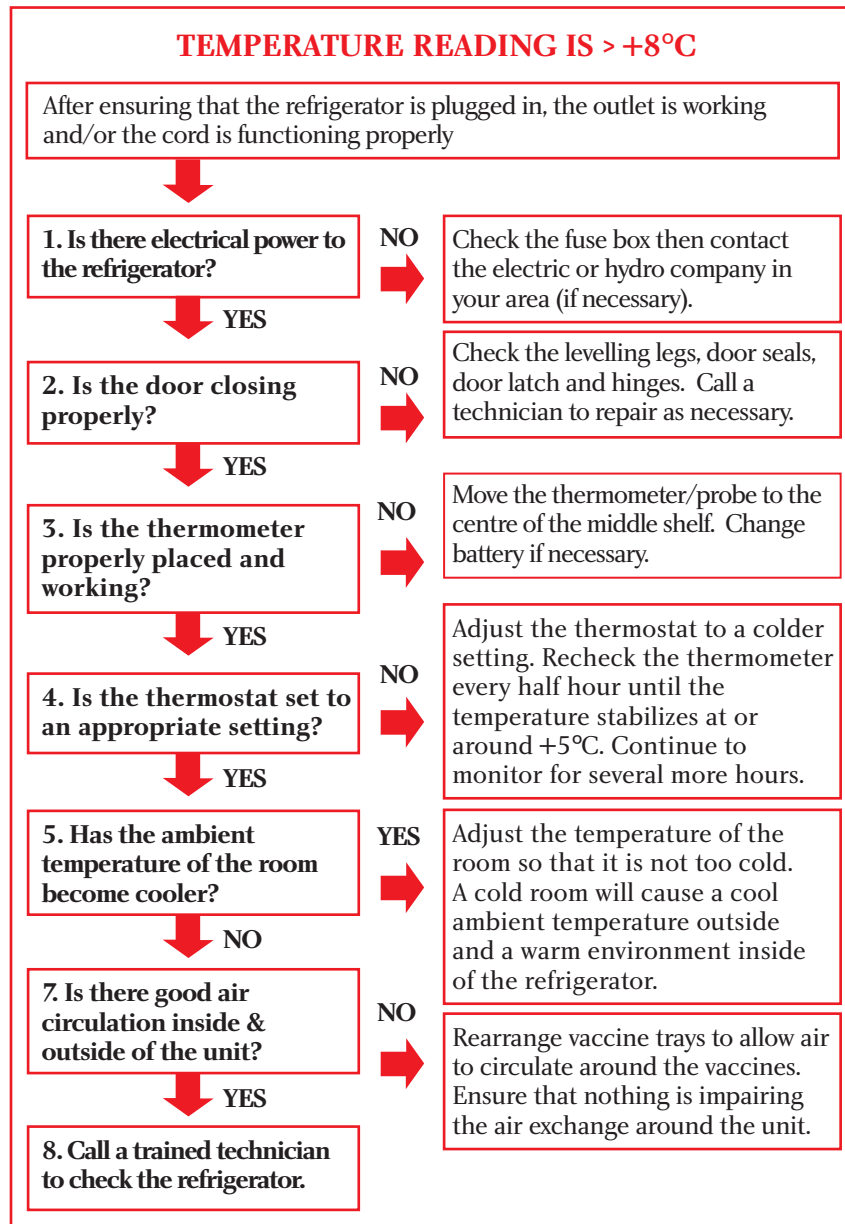 TEMPERATURE READING IS > +8°C
After ensuring that the refrigerator is plugged in, the outlet is working
and/or the cord is functioning properly
1. Is there electrical power to
the refrigerator?
NO
Check the fuse box then contact
the electric or hydro company in
your area (if necessary).
YES
2. Is the door closing
properly?
NO
Check the levelling legs, door seals,
door latch and hinges. Call a
technician to repair as necessary.
YES
3. Is the thermometer
properly placed and
working?
NO
Move the thermometer/probe to the
centre of the middle shelf. Change
battery if necessary.
YES
4. Is the thermostat set to
an appropriate setting?
NO
Adjust the thermostat to a colder
setting. Recheck the thermometer
every half hour until the
temperature stabilizes at or
around +5°C. Continue to
monitor for several more hours.
YES
5. Has the ambient
temperature of the room
become cooler?
YES
Adjust the temperature of the
room so that it is not too cold.
A cold room will cause a cool
ambient temperature outside
and a warm environment inside
of the refrigerator.
NO
7. Is there good air
circulation inside &
outside of the unit?
NO
Rearrange vaccine trays to allow air
to circulate around the vaccines.
Ensure that nothing is impairing
the air exchange around the unit.
YES
8. Call a trained technician
to check the refrigerator.